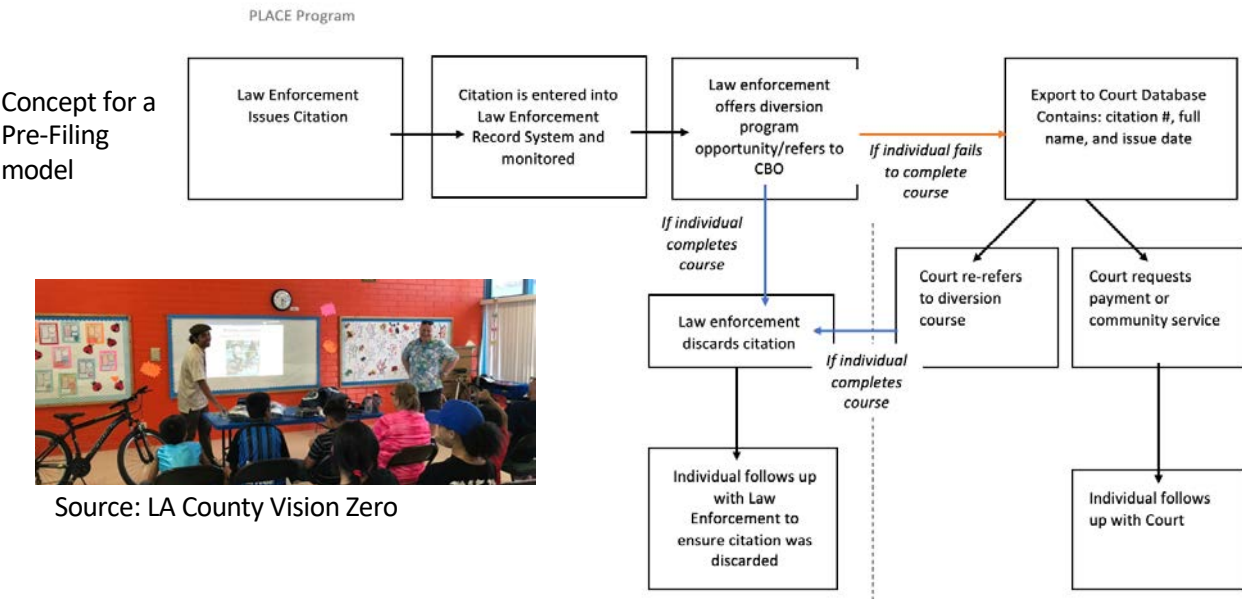 PLACE Program
Concept for a
Pre-Filing
model
Law Enforcement
Issues Citation
Citation is entered into
Law Enforcement
Record System and
monitored
Law enforcement
offers diversion
program
opportunity/refers to
CBO
If individual fails
to complete
course
Export to Court Database
Contains: citation #, full
name, and issue date
If individual
completes
course
Court re-refers
to diversion
course
Court requests
payment or
community service
Law enforcement
discards citation
If individual
completes
course
Individual follows up
with Law
Enforcement to
ensure citation was
discarded
Individual follows
up with Court
Source: LA County Vision Zero